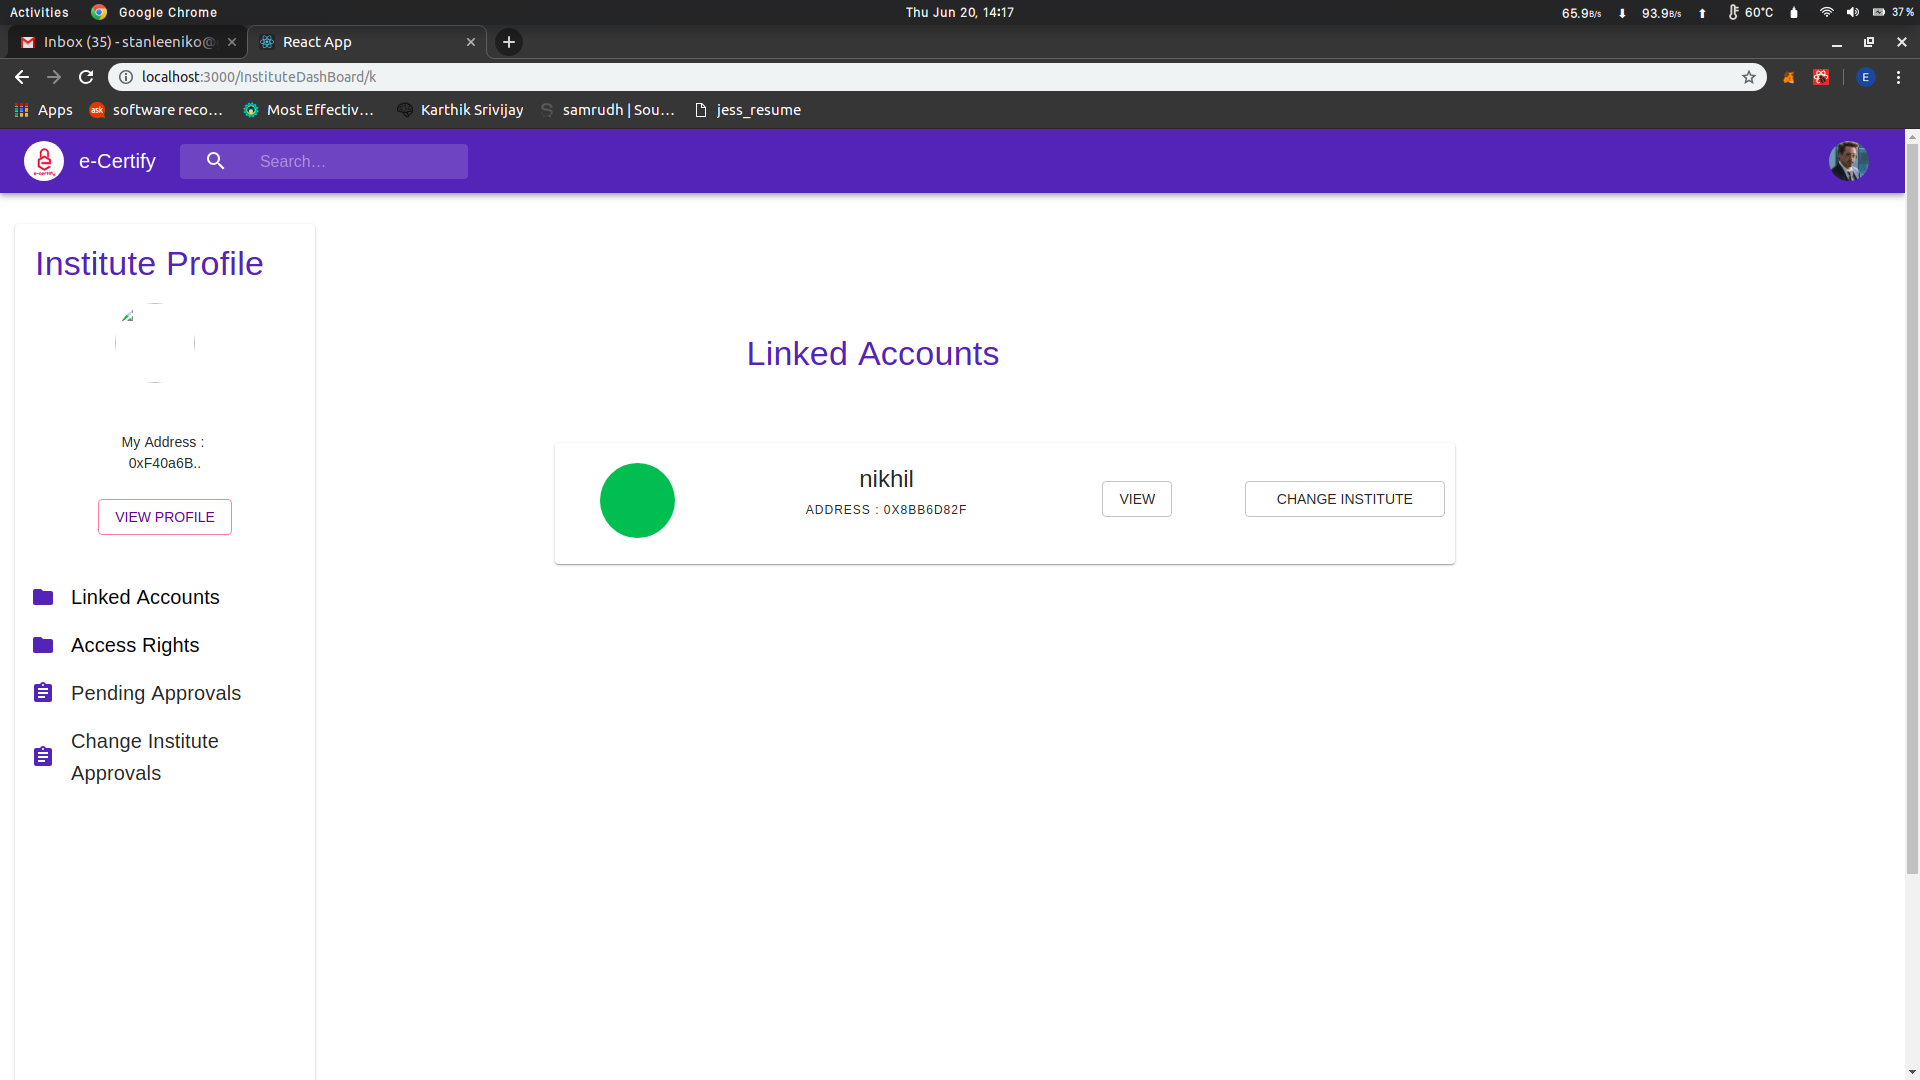 Activities
Google Chrome
Thu Jun 20, 14:17
65.9B/s
93.9B/s
60°C
37 %
Inbox (35) - stanleeniko@
React App
localhost:3000/InstituteDashBoard/k
E
Apps
software reco…
Most Effectiv…
Karthik Srivijay
samrudh | Sou…
jess_resume
e-certify
e-Certify
Search…
Institute Profile
My Address :
0xF40a6B..
VIEW PROFILE
Linked Accounts
Access Rights
Pending Approvals
Change Institute
Approvals
Linked Accounts
nikhil
ADDRESS : 0X8BB6D82F
VIEW
CHANGE INSTITUTE